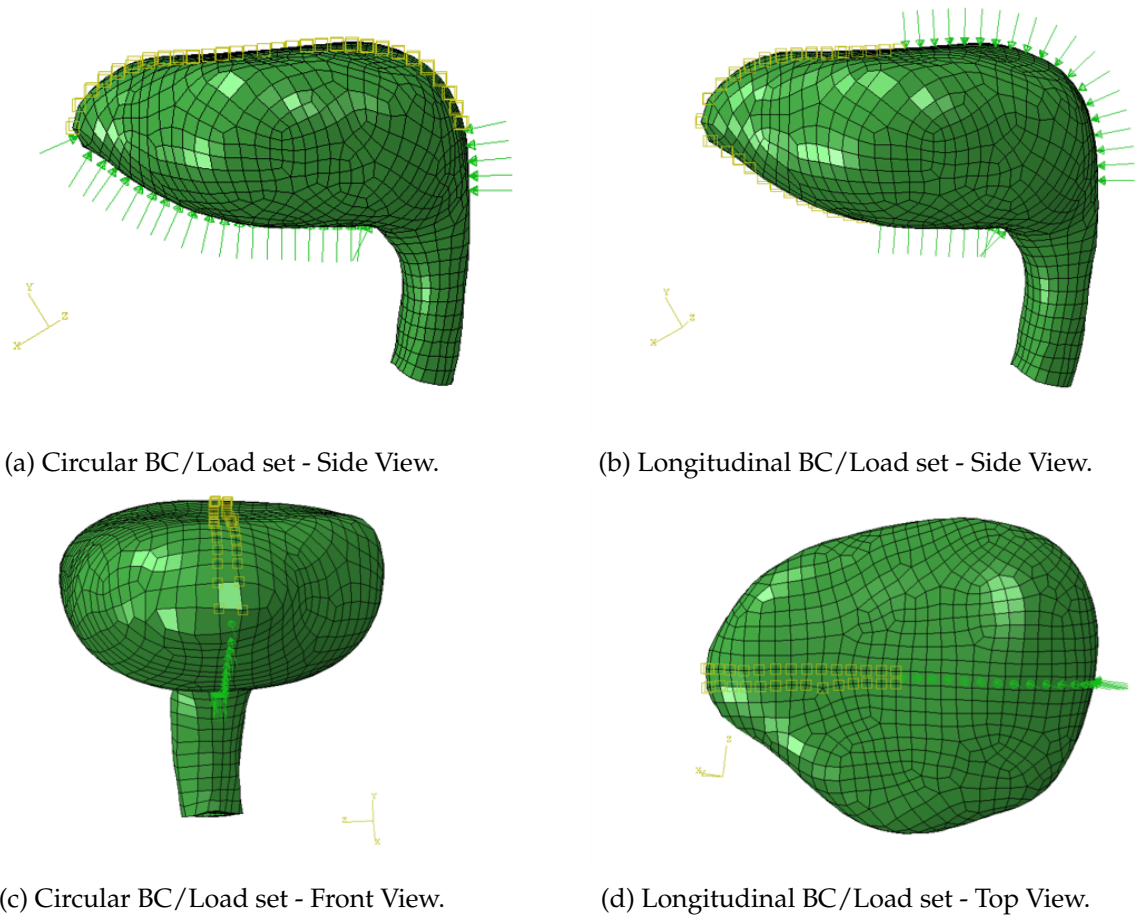 Y
Z
X
Y
Z
X
(a) Circular BC/Load set - Side View.
(b) Longitudinal BC/Load set - Side View.
Y
Z
X
Z
X
Y
(c) Circular BC/Load set - Front View.
(d) Longitudinal BC/Load set - Top View.